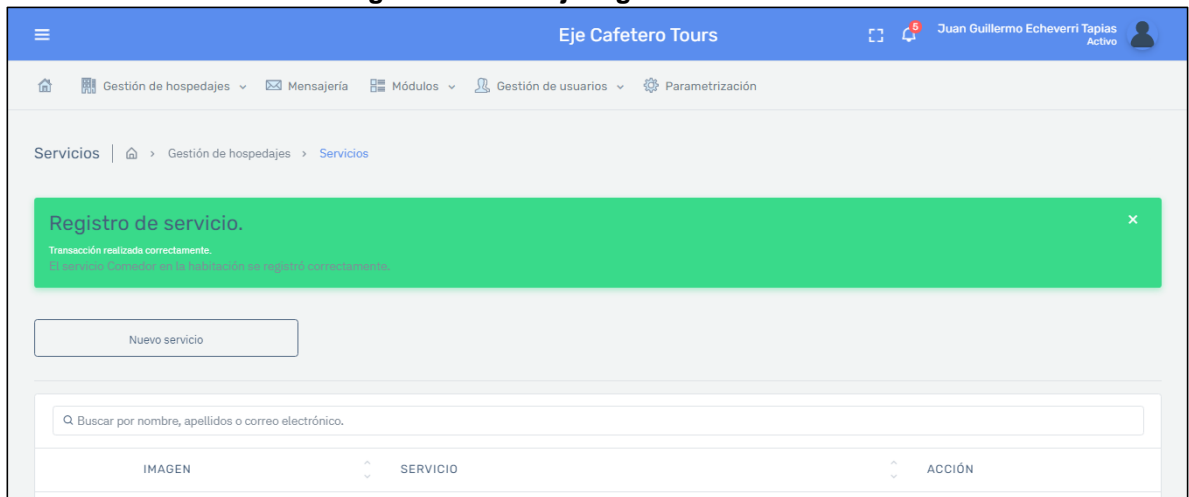 Eje Cafetero Tours
5
Juan Guillermo Echeverri Tapias
Activo
Gestión de hospedajes
Mensajería
Módulos
Gestión de usuarios
Parametrización
Servicios
Gestión de hospedajes > Servicios
Registro de servicio.
Transacción realizada correctamente.
El servicio Comedor en la habitación se registró correctamente.
Nuevo servicio
Buscar por nombre, apellidos o correo electrónico.
IMAGEN SERVICIO ACCIÓN